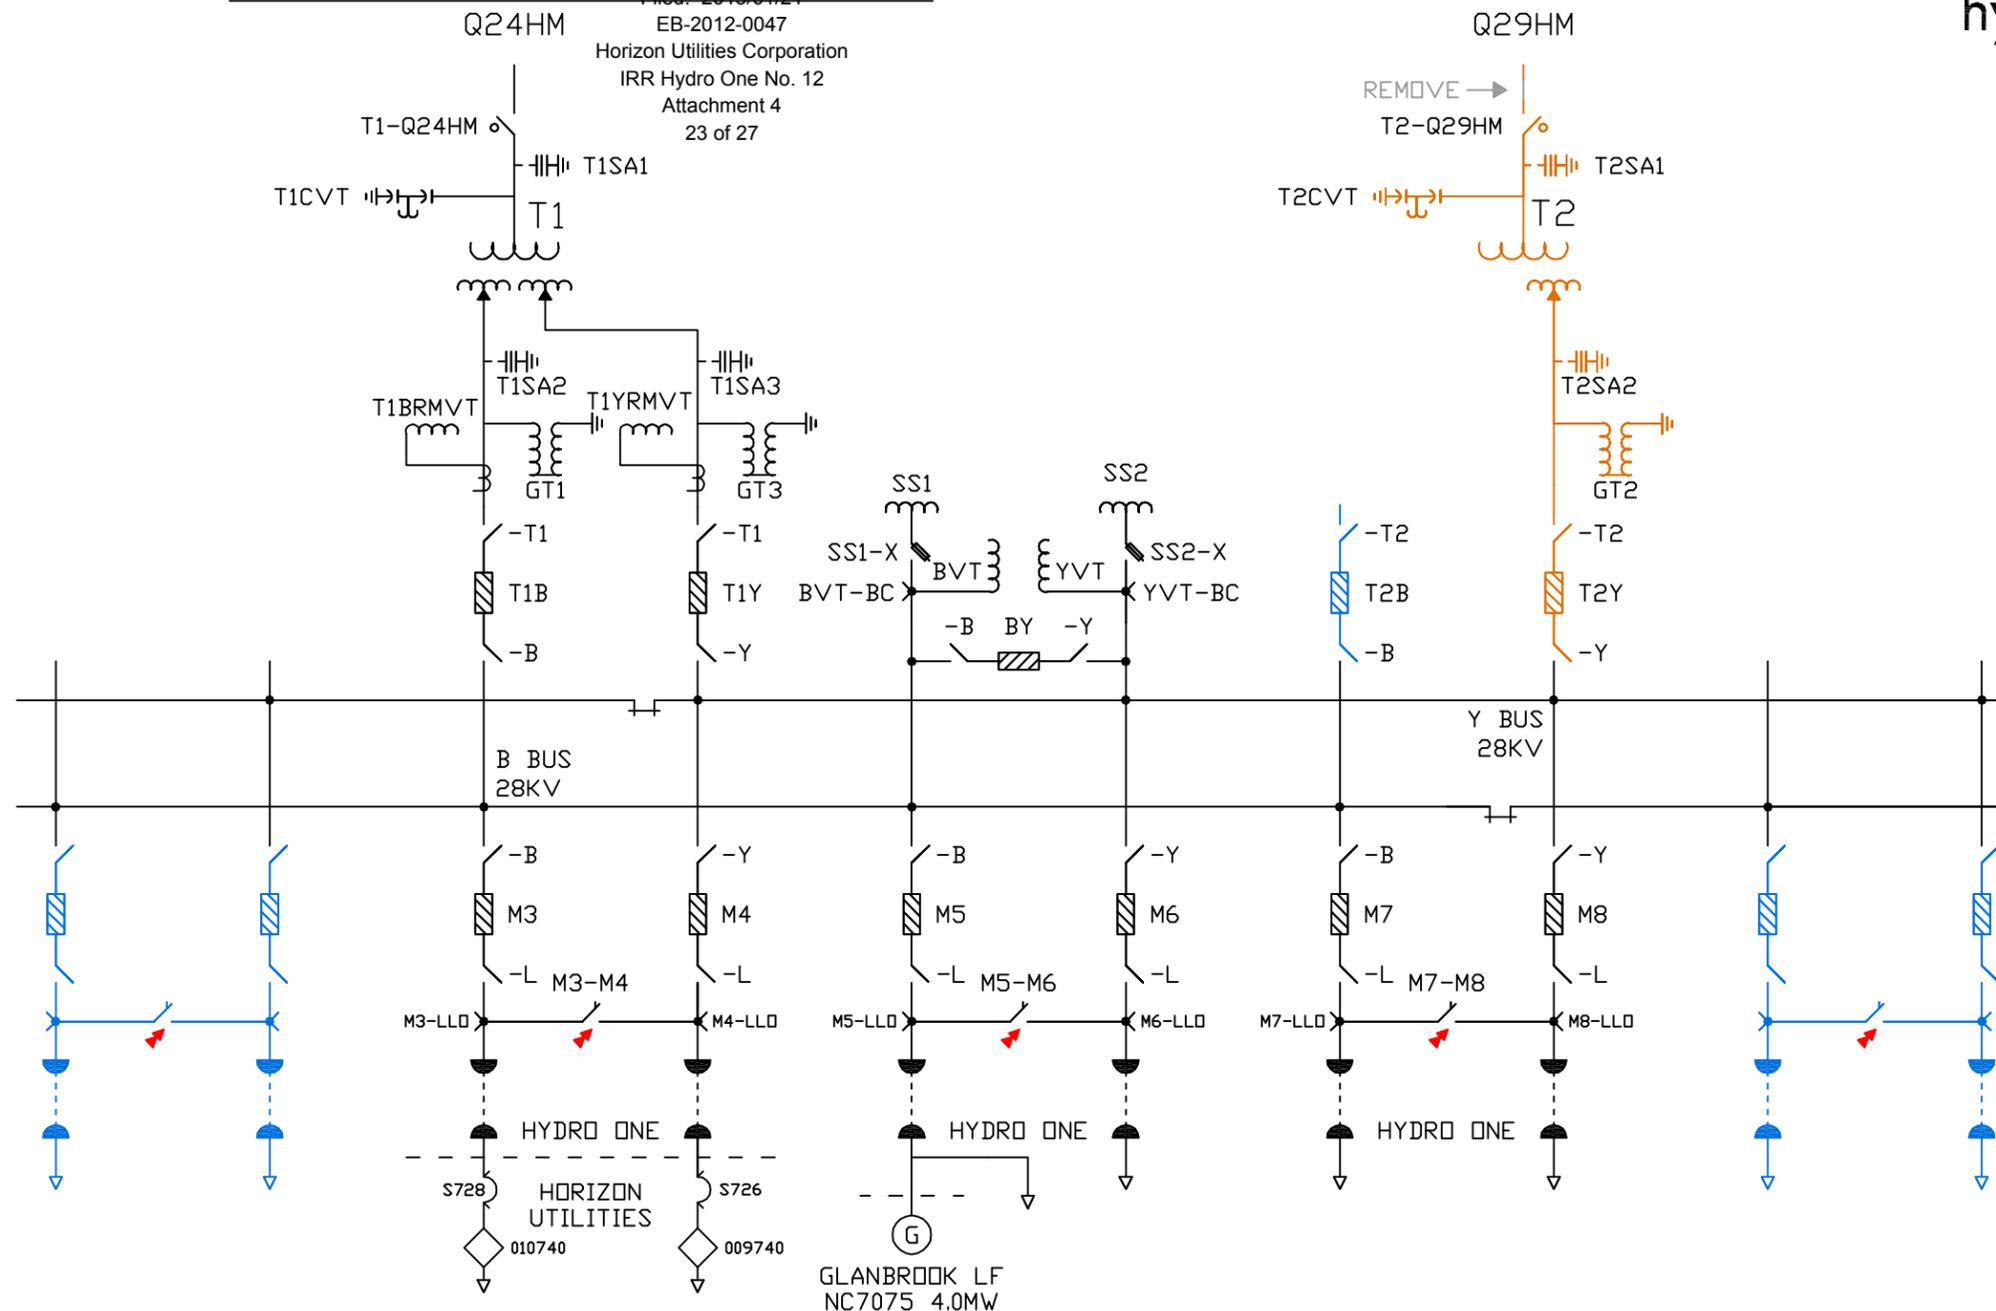 Filed: 2013/01/21
EB-2012-0047
Horizon Utilities Corporation
IRR Hydro One No. 12
Attachment 4
23 of 27
Q24HM
Q29HM
hy
REMOVE
T1-Q24HM
T2-Q29HM
T1SA1
T2SA1
T1CVT
T2CVT
T1
T2
T1SA2
T1SA3
T2SA2
T1BRMVT
T1YRMVT
GT1
GT3
GT2
SS1
SS2
-T1
-T1
-T2
-T2
SS1-X
BVT
YVT
SS2-X
T1B
T1Y
BVT-BC
YVT-BC
T2B
T2Y
-B
BY
-Y
-B
-Y
-B
-Y
Y BUS
28KV
B BUS
28KV
-B
-Y
-B
-Y
-B
-Y
M3
M4
M5
M6
M7
M8
-L
-L
-L
-L
-L
-L
M3-M4
M5-M6
M7-M8
M3-LLO
M4-LLO
M5-LLO
M6-LLO
M7-LLO
M8-LLO
HYDRO ONE
HYDRO ONE
HYDRO ONE
S728
HORIZON
UTILITIES
S726
010740
009740
G
GLANBROOK LF
NC7075 4.0MW